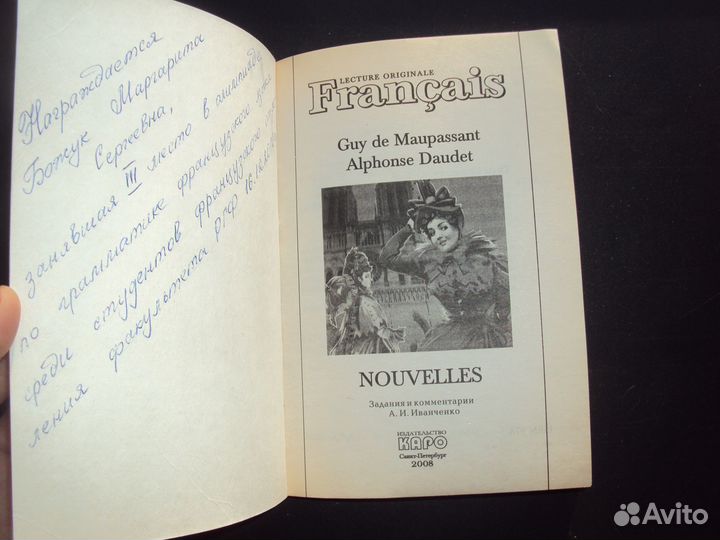 Награждается
Божук Маргарита
Сергеевна,
занявшая III место в олимпиаде
по грамматике французского языка
среди студентов французского отде-
ления факультета РГФ
LECTURE ORIGINALE
Français
Guy de Maupassant
Alphonse Daudet
NOUVELLES
Задания и комментарии
А. И. Иванченко
ИЗДАТЕЛЬСТВО
КАРО
Санкт-Петербург
2008
Avito